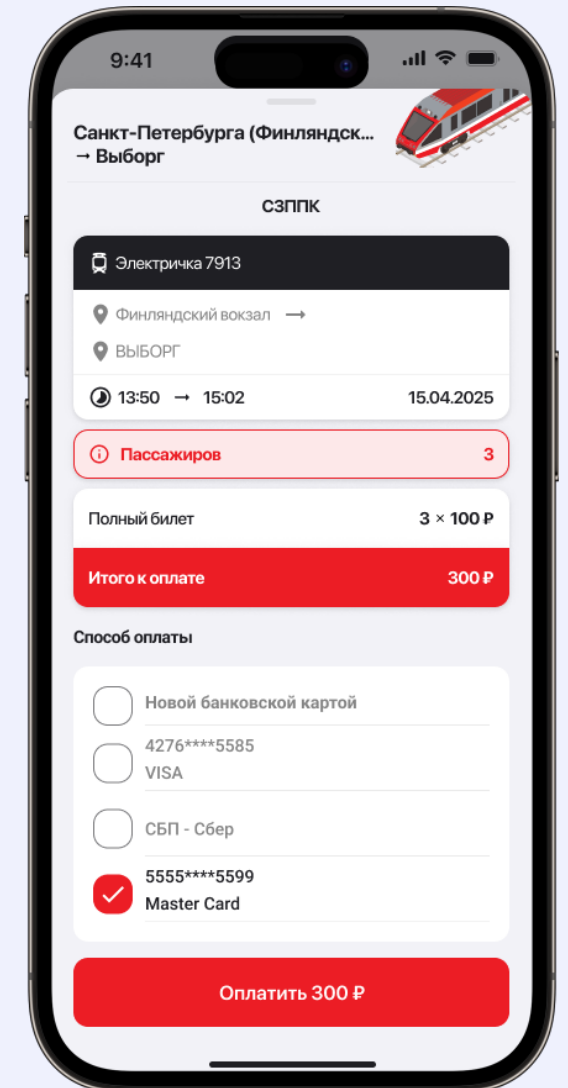 9:41
Санкт-Петербурга (Финляндск...
→ Выборг
СЗППК
Электричка 7913
Финляндский вокзал →
ВЫБОРГ
13:50 → 15:02 15.04.2025
Пассажиров 3
Полный билет 3 × 100 ₽
Итого к оплате 300 ₽
Способ оплаты
Новой банковской картой
4276****5585
VISA
СБП - Сбер
5555****5599
Master Card
Оплатить 300 ₽